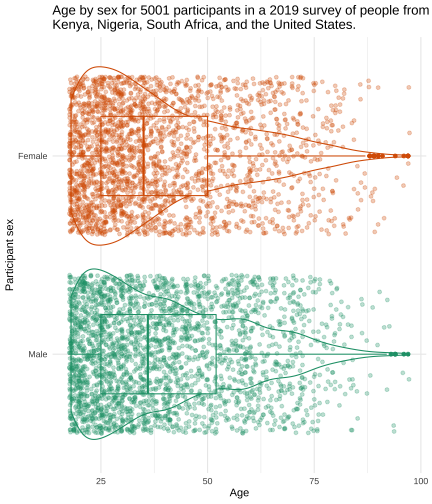 Age by sex for 5001 participants in a 2019 survey of people from
Kenya, Nigeria, South Africa, and the United States.
Female
Male
Participant sex
25 50 75 100
Age